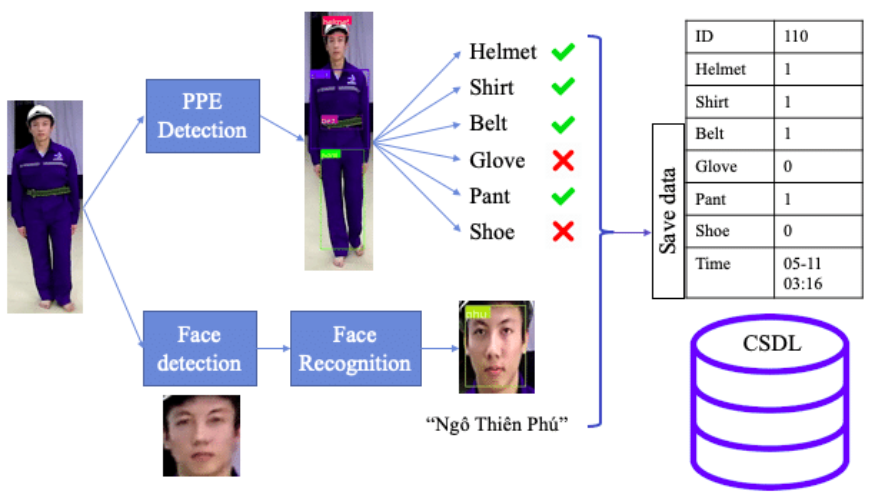 PPE
Detection
helmet
Helmet
Shirt
Belt
Glove
Pant
Shoe
Face
detection
Face
Recognition
phu
“Ngô Thiên Phú”
Save data
ID 110
Helmet 1
Shirt 1
Belt 1
Glove 0
Pant 1
Shoe 0
Time 05-11
03:16
CSDL